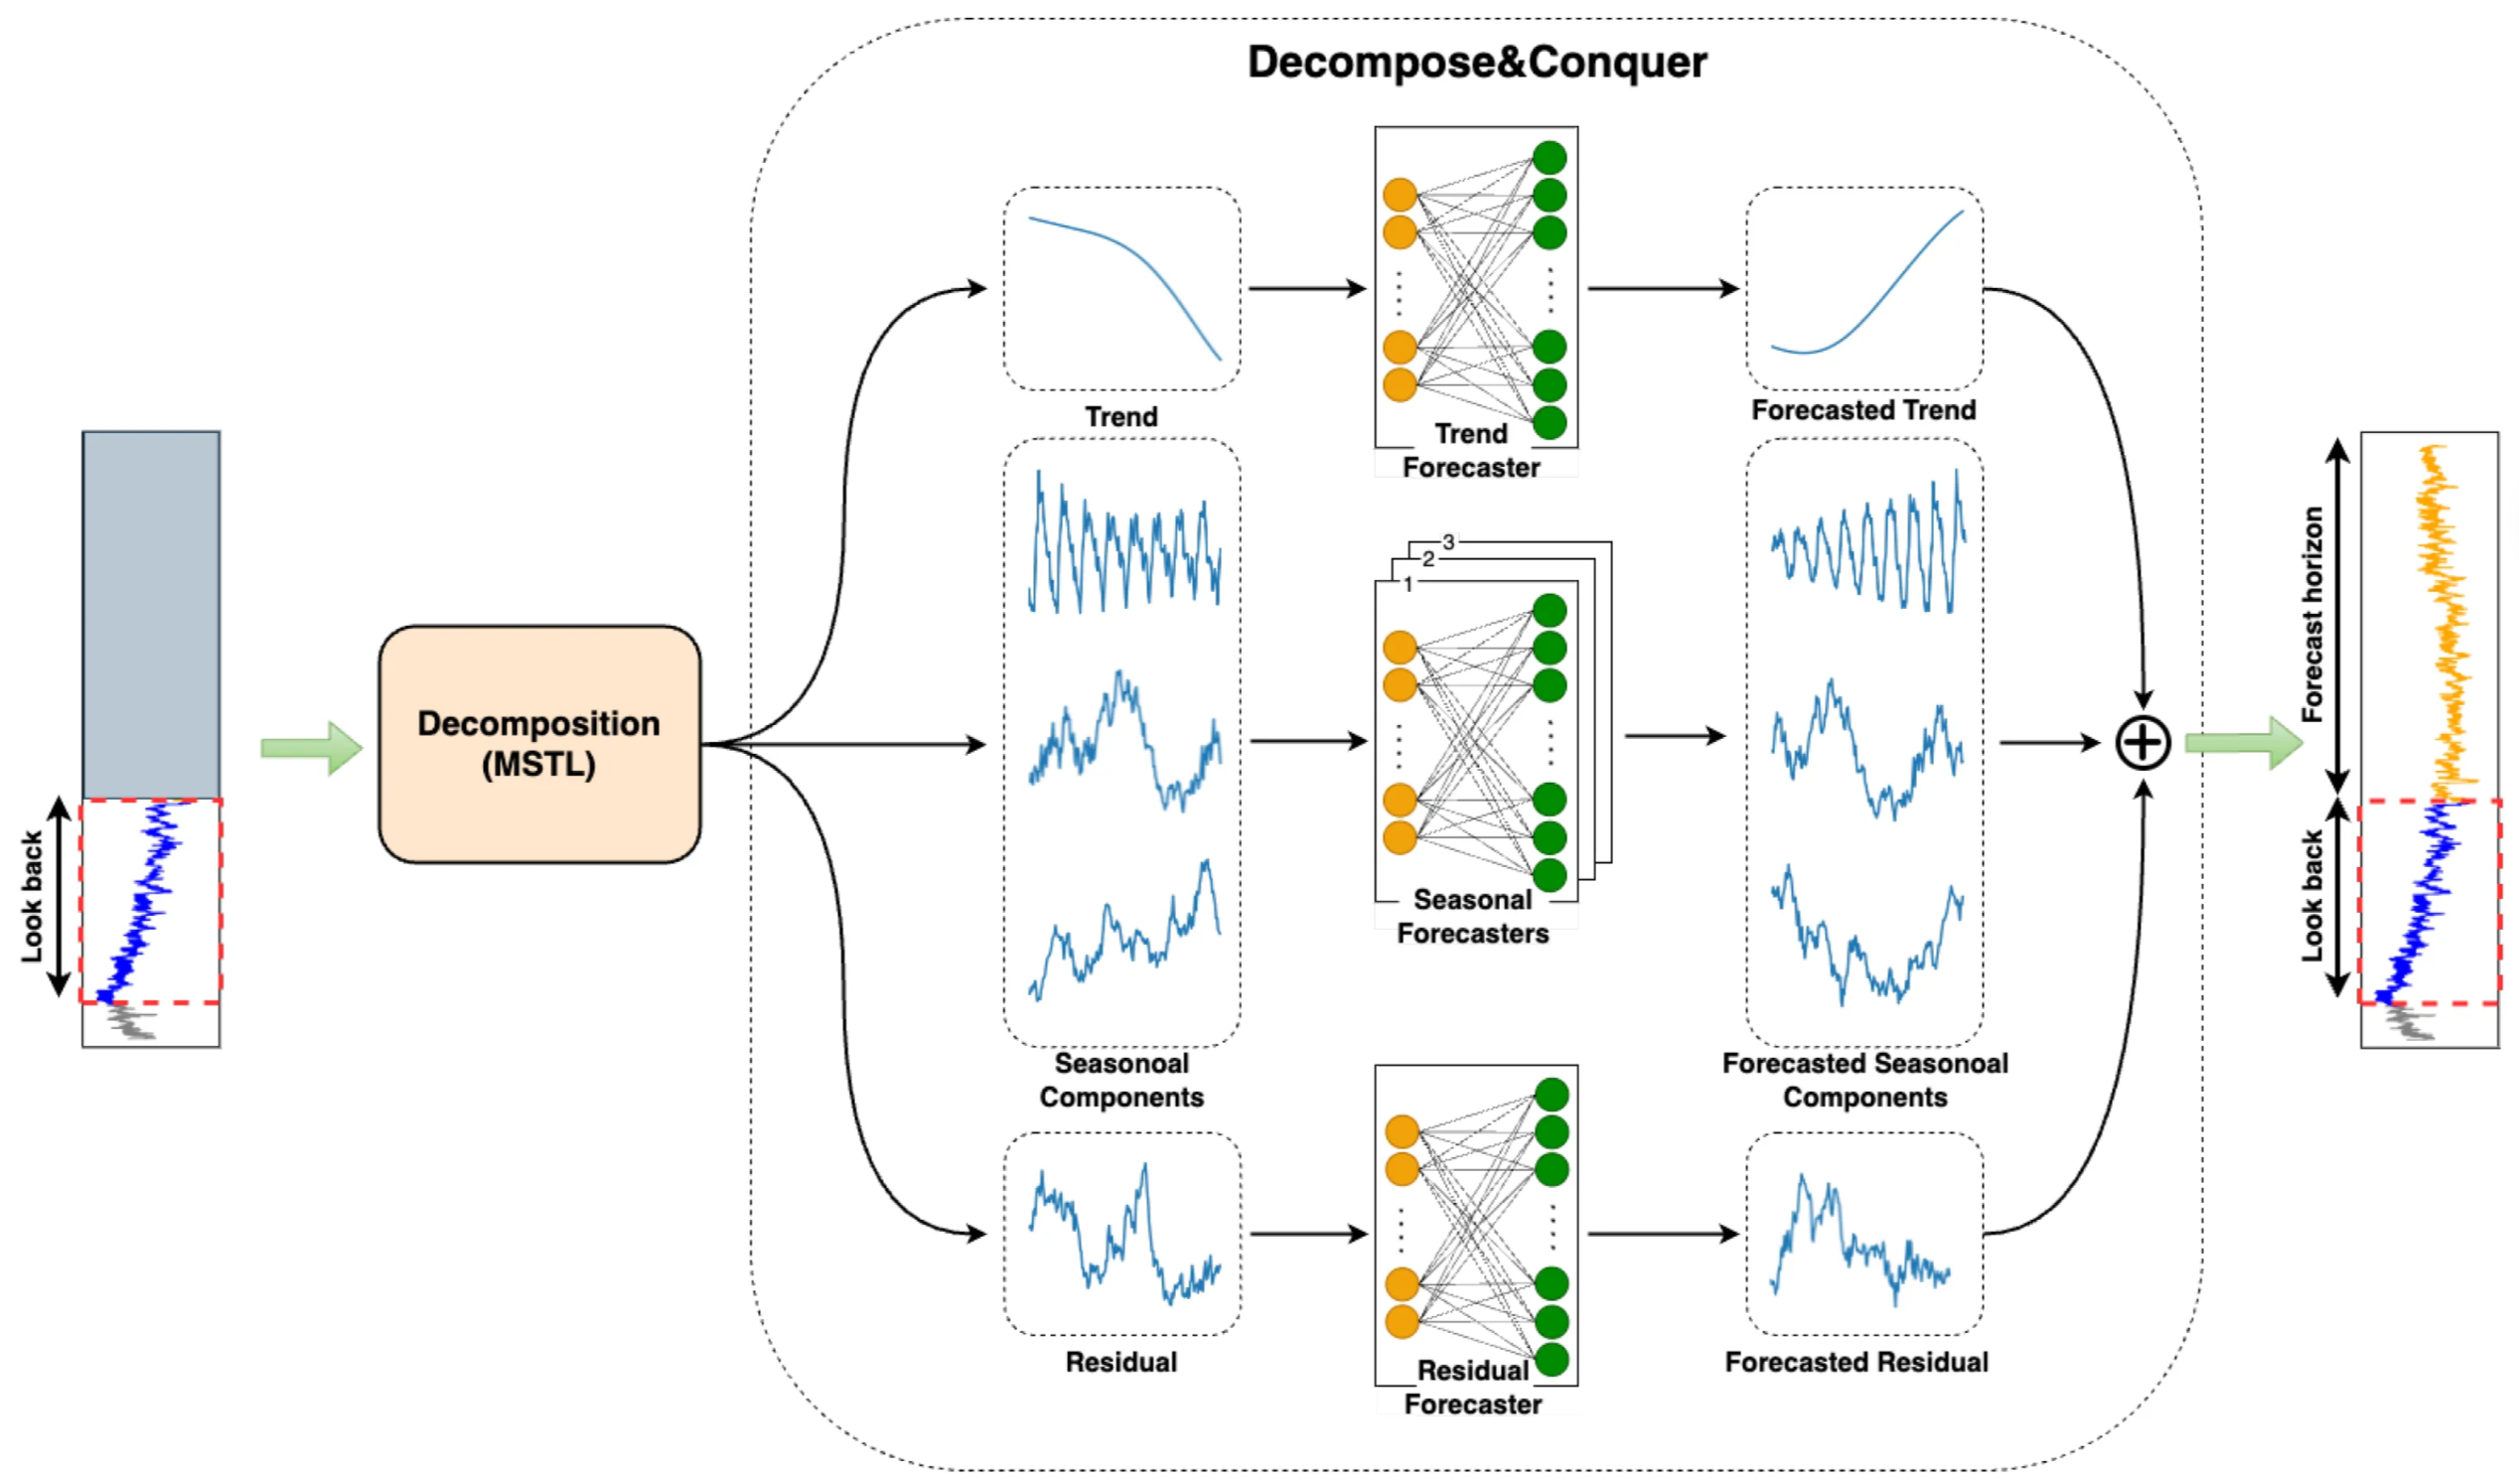 Decompose&Conquer
Look back
Decomposition
(MSTL)
Trend
Trend
Forecaster
Forecasted Trend
3
2
1
Seasonal
Forecasters
Seasonoal
Components
Forecasted Seasonoal
Components
Residual
Residual
Forecaster
Forecasted Residual
Forecast horizon
Look back